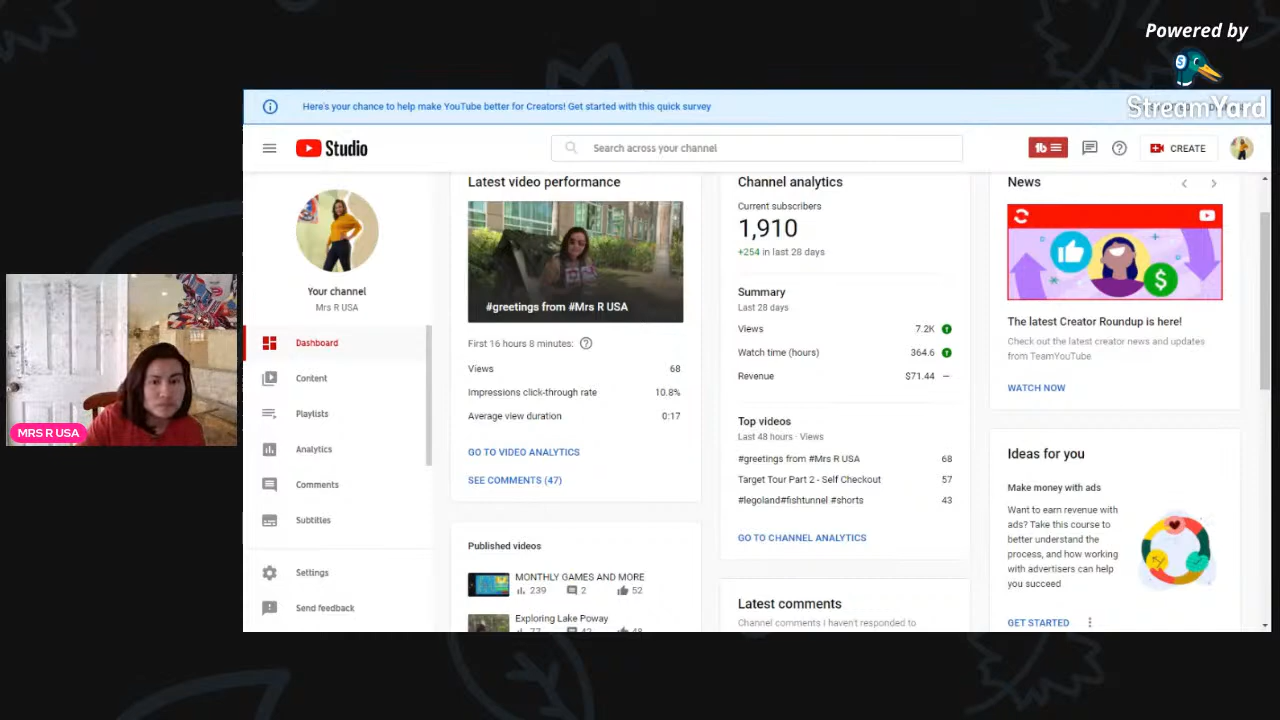 Powered by
StreamYard
Here's your chance to help make YouTube better for Creators! Get started with this quick survey
Studio
Search across your channel
tb
CREATE
Your channel
Mrs R USA
Dashboard
Content
Playlists
Analytics
Comments
Subtitles
Settings
Send feedback
Latest video performance
#greetings from #Mrs R USA
First 16 hours 8 minutes:
Views 68
Impressions click-through rate 10.8%
Average view duration 0:17
GO TO VIDEO ANALYTICS
SEE COMMENTS (47)
Published videos
MONTHLY GAMES AND MORE
239 2 52
Exploring Lake Poway
Channel analytics
Current subscribers
1,910
+254 in last 28 days
Summary
Last 28 days
Views 7.2K
Watch time (hours) 364.6
Revenue $71.44 —
Top videos
Last 48 hours · Views
#greetings from #Mrs R USA 68
Target Tour Part 2 - Self Checkout 57
#legoland#fishtunnel #shorts 43
GO TO CHANNEL ANALYTICS
Latest comments
Channel comments I haven't responded to
News
The latest Creator Roundup is here!
Check out the latest creator news and updates
from TeamYouTube
WATCH NOW
Ideas for you
Make money with ads
Want to earn revenue with
ads? Take this course to
better understand the
process, and how working
with advertisers can help
you succeed
GET STARTED
MRS R USA